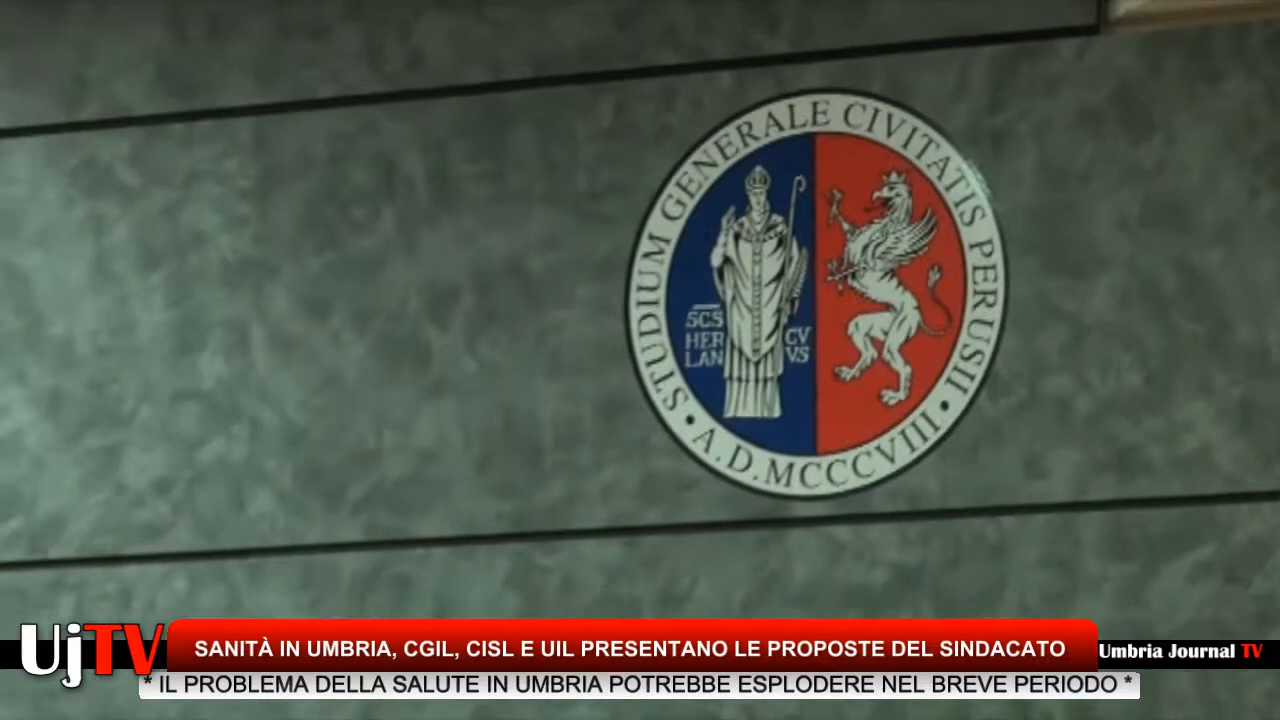 STUDIUM GENERALE CIVITATIS PERUSII
A.D.MCCCVIII
SCS
HER
LAN
CV
VS
UjTV
SANITÀ IN UMBRIA, CGIL, CISL E UIL PRESENTANO LE PROPOSTE DEL SINDACATO
Umbria Journal TV
* IL PROBLEMA DELLA SALUTE IN UMBRIA POTREBBE ESPLODERE NEL BREVE PERIODO *